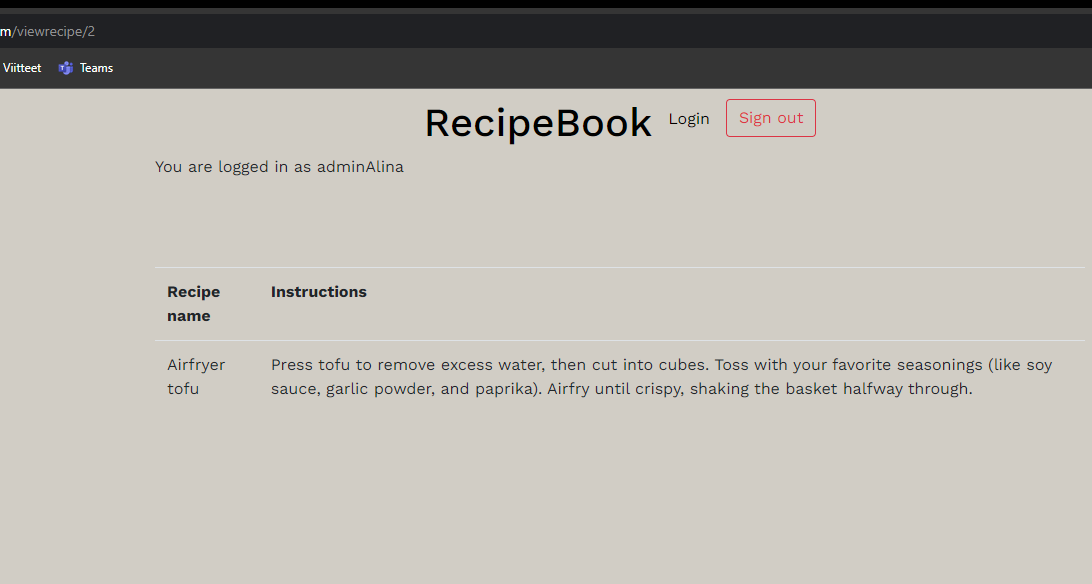 m/viewrecipe/2
Viitteet Teams
RecipeBook Login Sign out
You are logged in as adminAlina
Recipe name
Instructions
Airfryer tofu
Press tofu to remove excess water, then cut into cubes. Toss with your favorite seasonings (like soy
sauce, garlic powder, and paprika). Airfry until crispy, shaking the basket halfway through.